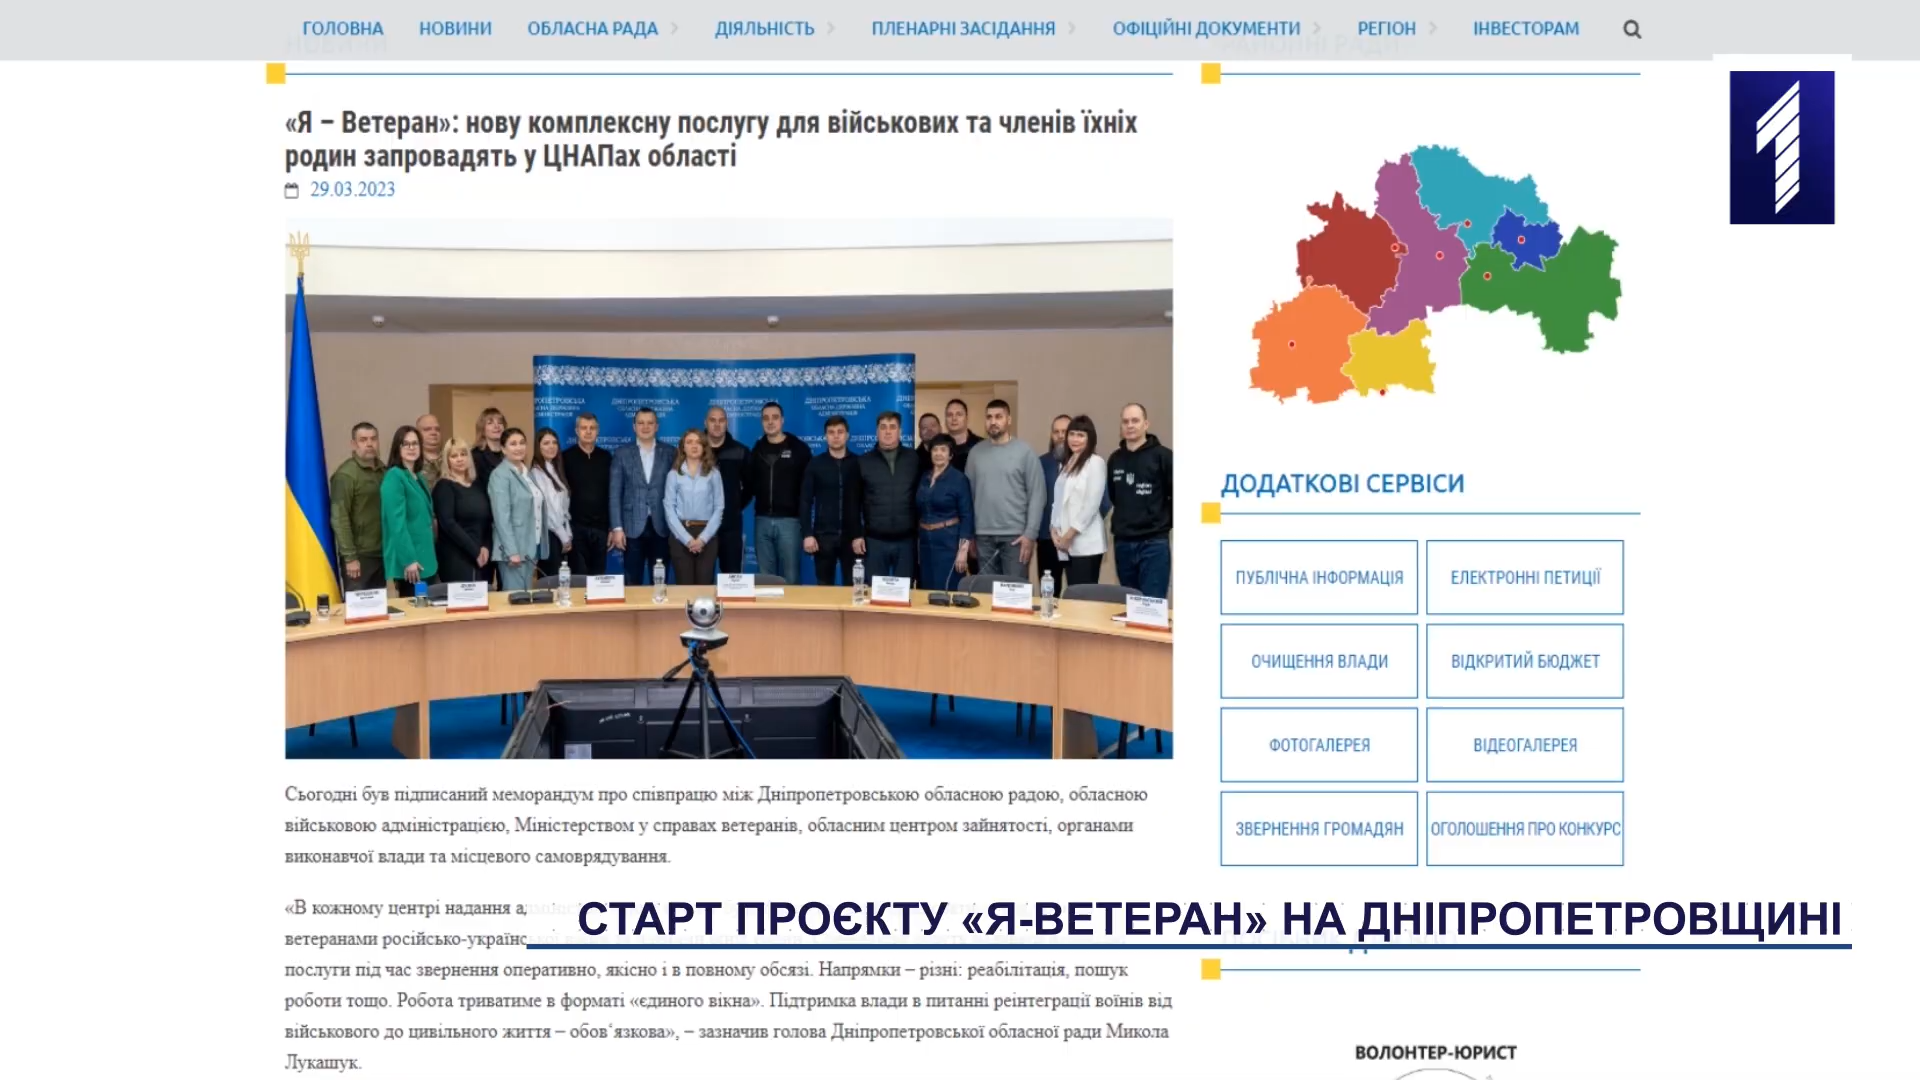 ГОЛОВНА НОВИНИ ОБЛАСНА РАДА ДІЯЛЬНІСТЬ ПЛЕНАРНІ ЗАСІДАННЯ ОФІЦІЙНІ ДОКУМЕНТИ РЕГІОН ІНВЕСТОРАМ
«Я – Ветеран»: нову комплексну послугу для військових та членів їхніх
родин запровадять у ЦНАПах області
29.03.2023
ДНІПРОПЕТРОВСЬКА
ОБЛАСНА ДЕРЖАВНА
АДМІНІСТРАЦІЯ
Сьогодні був підписаний меморандум про співпрацю між Дніпропетровською обласною радою, обласною
військовою адміністрацією, Міністерством у справах ветеранів, обласним центром зайнятості, органами
виконавчої влади та місцевого самоврядування.
«В кожному центрі надання
ветеранами російсько-українс
послуги під час звернення оперативно, якісно і в повному обсязі. Напрямки – різні: реабілітація, пошук
роботи тощо. Робота триватиме в форматі «єдиного вікна». Підтримка влади в питанні реінтеграції воїнів від
військового до цивільного життя – обов‘язкова», – зазначив голова Дніпропетровської обласної ради Микола
Лукашук.
1
ДОДАТКОВІ СЕРВІСИ
ПУБЛІЧНА ІНФОРМАЦІЯ ЕЛЕКТРОННІ ПЕТИЦІЇ
ОЧИЩЕННЯ ВЛАДИ ВІДКРИТИЙ БЮДЖЕТ
ФОТОГАЛЕРЕЯ ВІДЕОГАЛЕРЕЯ
ЗВЕРНЕННЯ ГРОМАДЯН ОГОЛОШЕННЯ ПРО КОНКУРС
СТАРТ ПРОЄКТУ «Я-ВЕТЕРАН» НА ДНІПРОПЕТРОВЩИНІ
ВОЛОНТЕР-ЮРИСТ